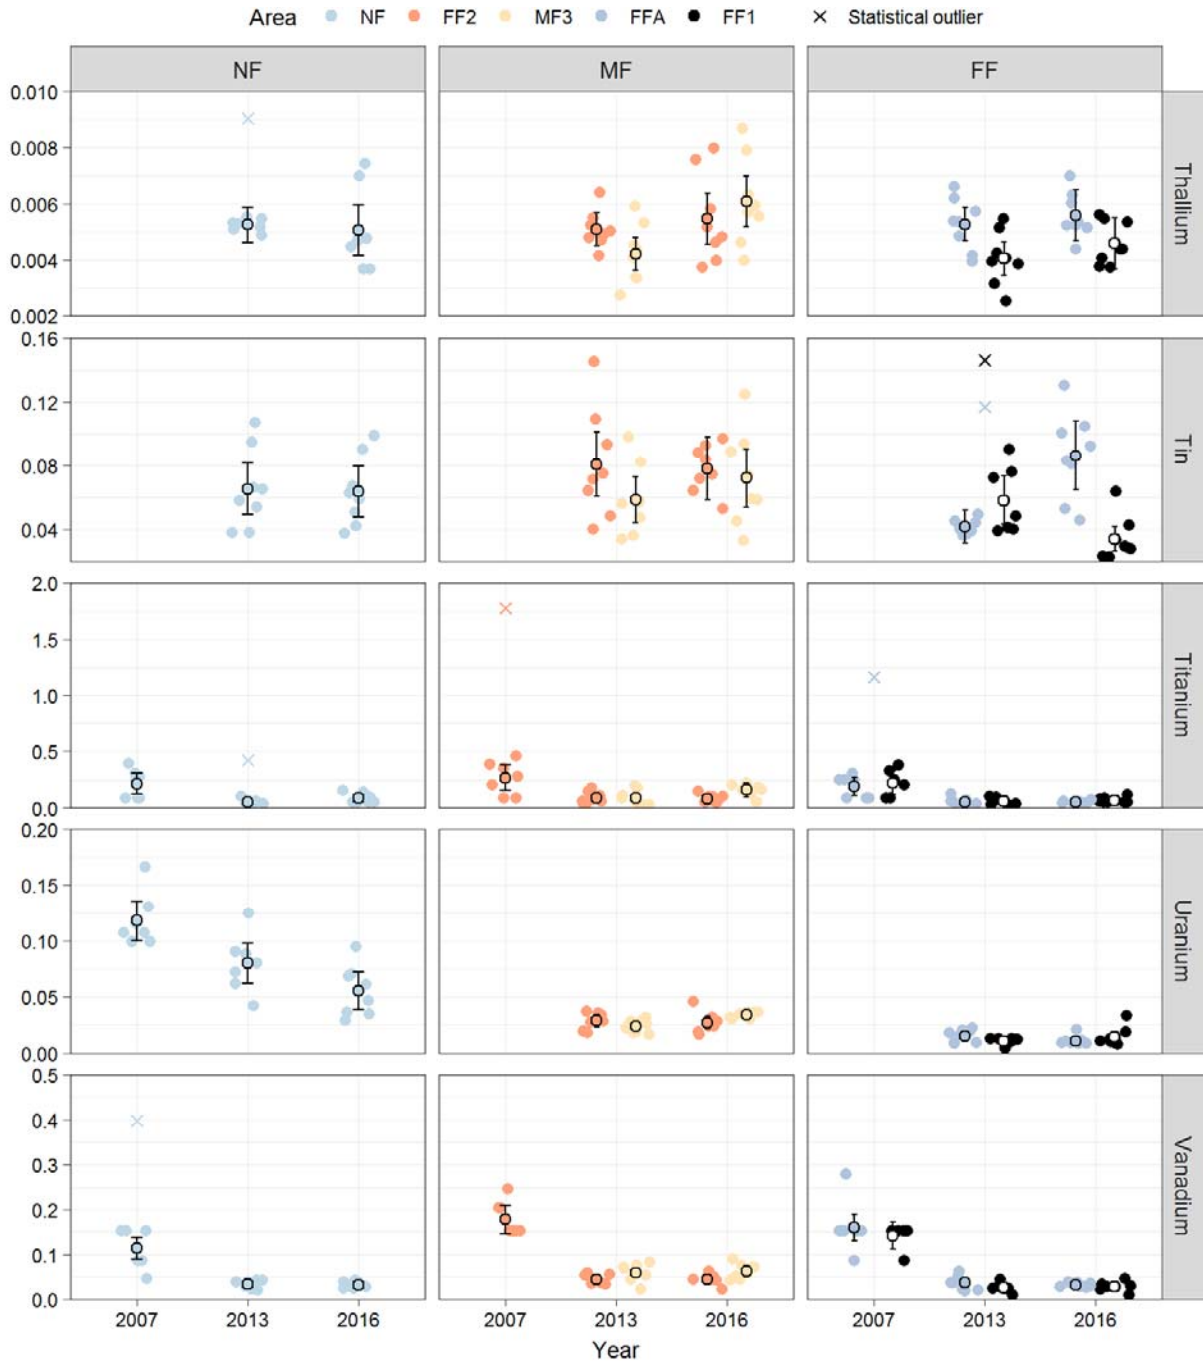 Area NF FF2 MF3 FFA FF1 Statistical outlier
NF MF FF
0.010
0.008
0.006
0.004
0.002
Thallium
0.16
0.12
0.08
0.04
Tin
2.0
1.5
1.0
0.5
0.0
Titanium
0.20
0.15
0.10
0.05
0.00
Uranium
0.5
0.4
0.3
0.2
0.1
0.0
Vanadium
2007 2013 2016 2007 2013 2016 2007 2013 2016
Year